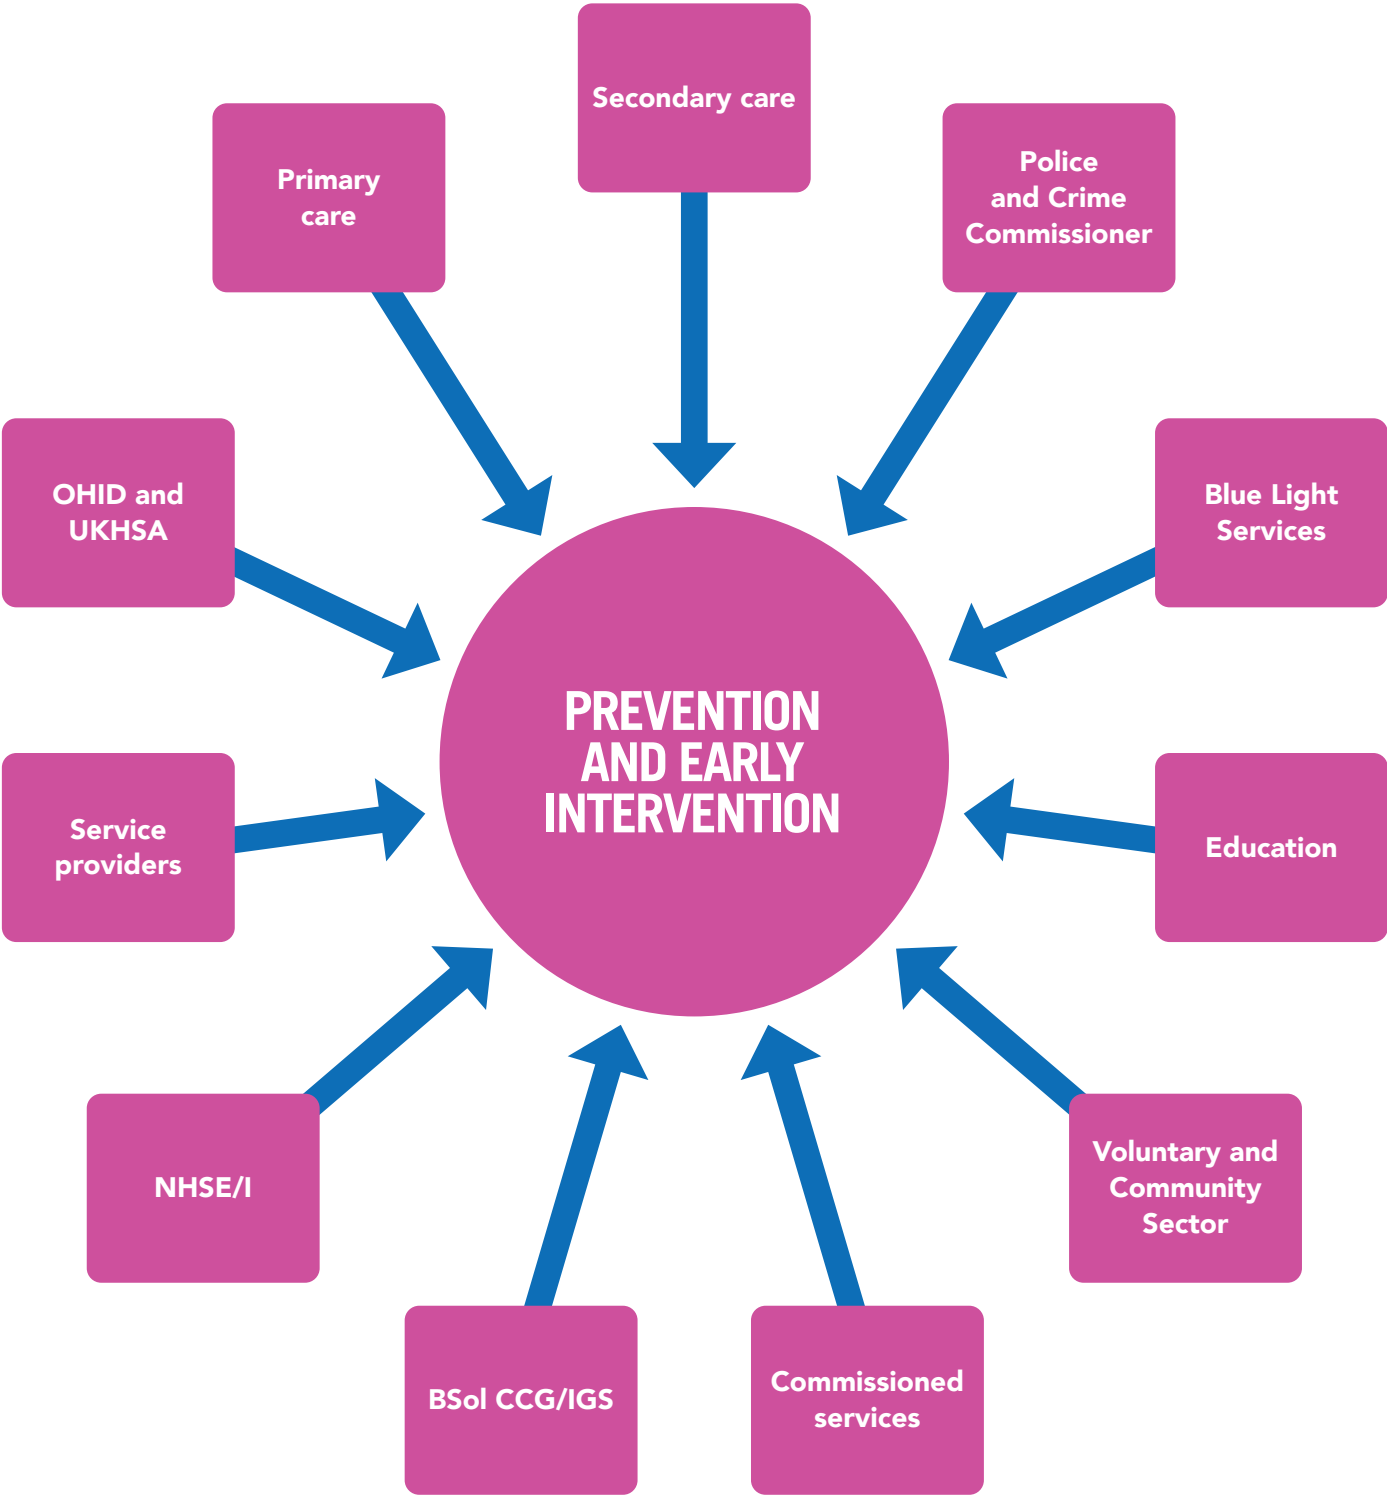 Secondary care
Primary
care
Police
and Crime
Commissioner
OHID and
UKHSA
Blue Light
Services
PREVENTION
AND EARLY
INTERVENTION
Service
providers
Education
NHSE/I
Voluntary and
Community
Sector
BSol CCG/IGS
Commissioned
services